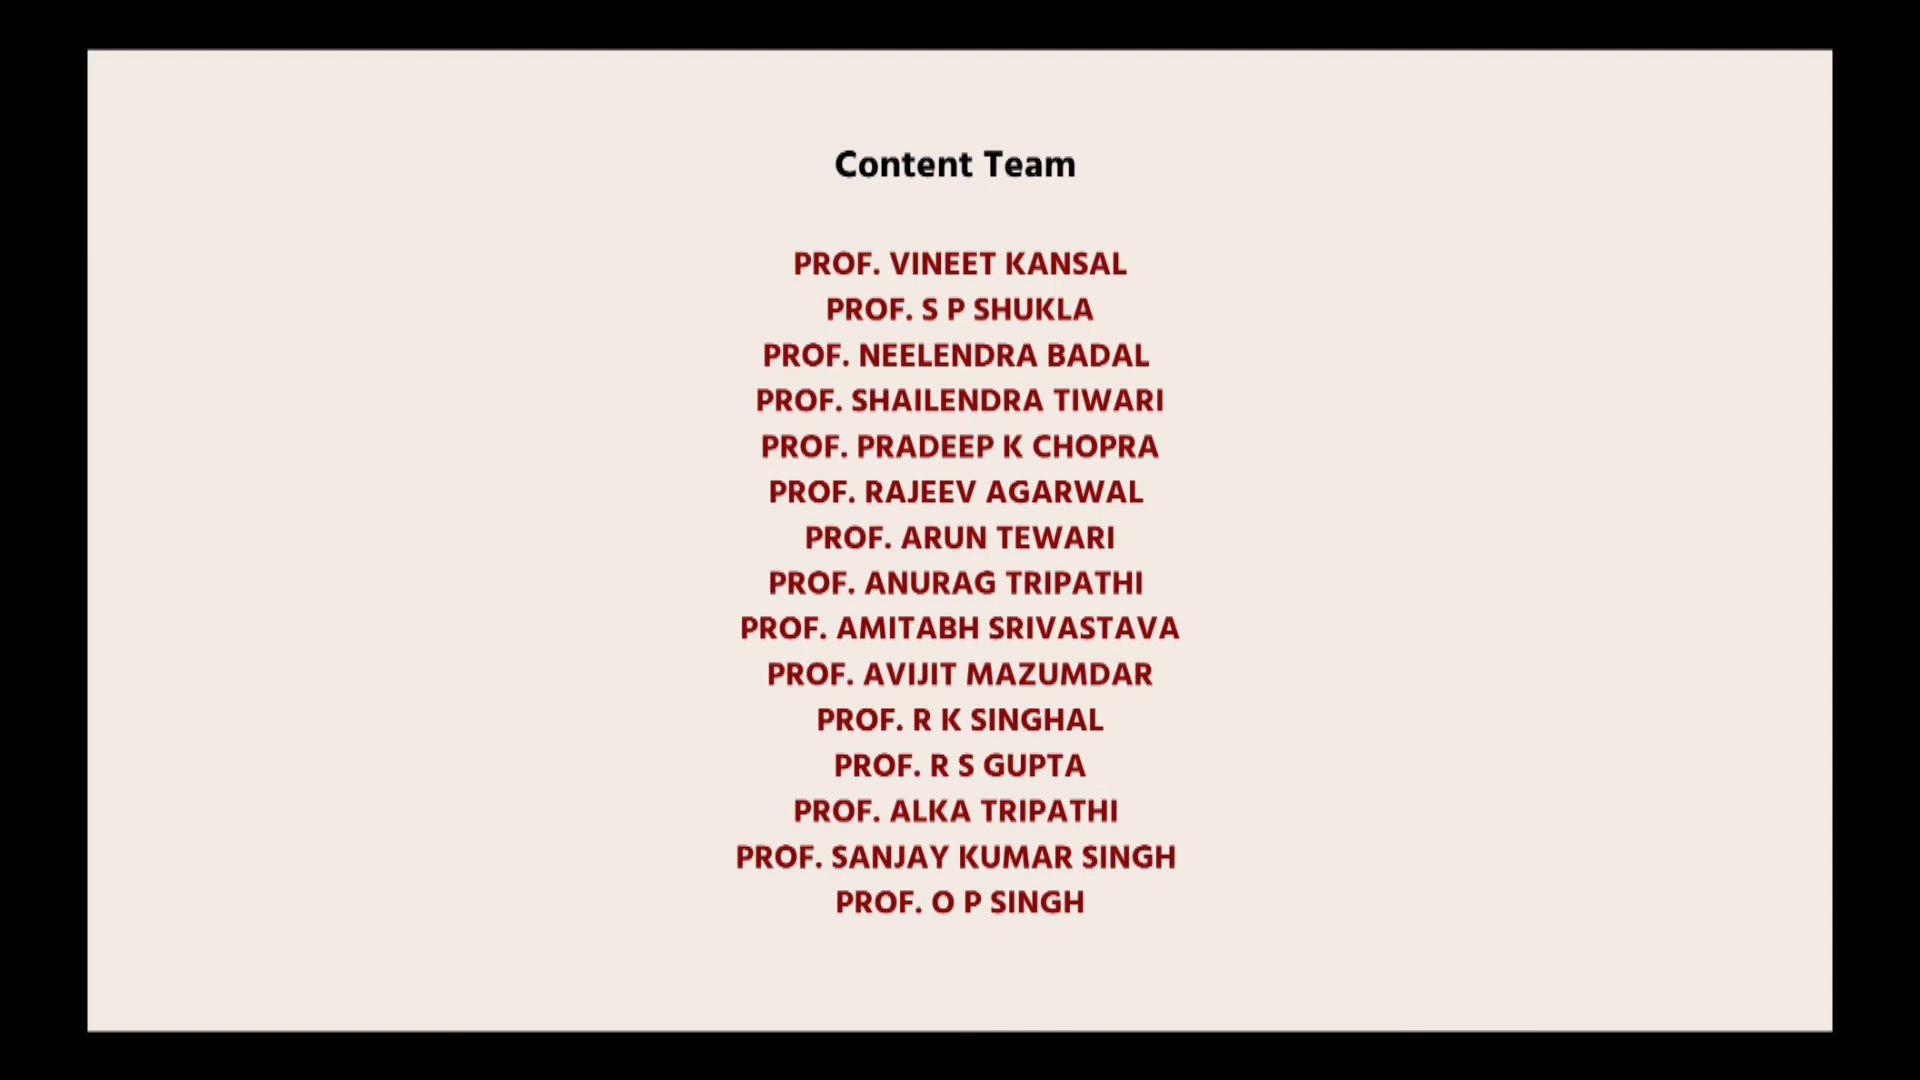 Content Team
PROF. VINEET KANSAL
PROF. S P SHUKLA
PROF. NEELENDRA BADAL
PROF. SHAILENDRA TIWARI
PROF. PRADEEP K CHOPRA
PROF. RAJEEV AGARWAL
PROF. ARUN TEWARI
PROF. ANURAG TRIPATHI
PROF. AMITABH SRIVASTAVA
PROF. AVIJIT MAZUMDAR
PROF. R K SINGHAL
PROF. R S GUPTA
PROF. ALKA TRIPATHI
PROF. SANJAY KUMAR SINGH
PROF. O P SINGH